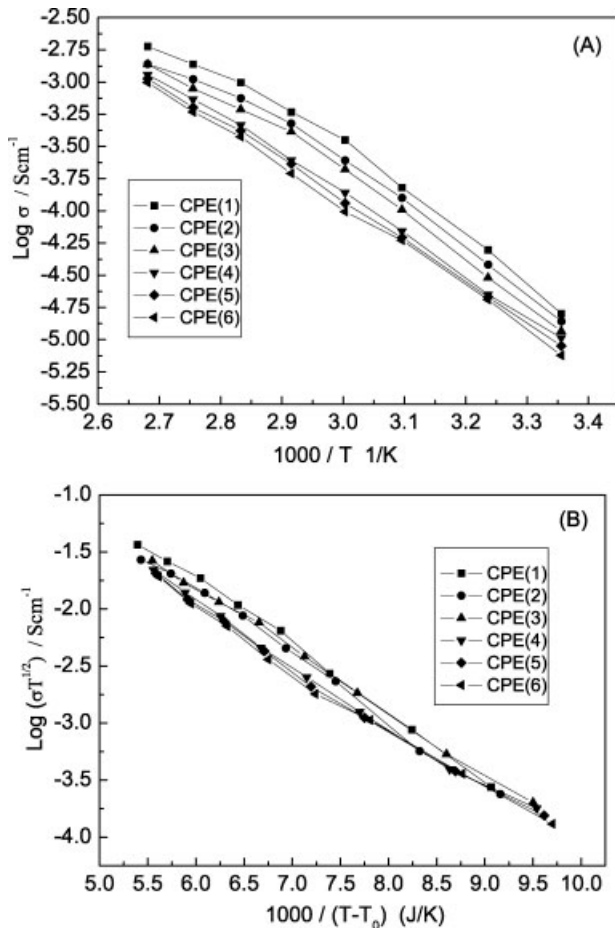 (A)
Log σ / Scm⁻¹
-2.50
-2.75
-3.00
-3.25
-3.50
-3.75
-4.00
-4.25
-4.50
-4.75
-5.00
-5.25
-5.50
CPE(1)
CPE(2)
CPE(3)
CPE(4)
CPE(5)
CPE(6)
2.6 2.7 2.8 2.9 3.0 3.1 3.2 3.3 3.4
1000 / T 1/K
(B)
Log (σT¹ᐟ²) / Scm⁻¹
-1.0
-1.5
-2.0
-2.5
-3.0
-3.5
-4.0
CPE(1)
CPE(2)
CPE(3)
CPE(4)
CPE(5)
CPE(6)
5.0 5.5 6.0 6.5 7.0 7.5 8.0 8.5 9.0 9.5 10.0
1000 / (T-T₀) (J/K)